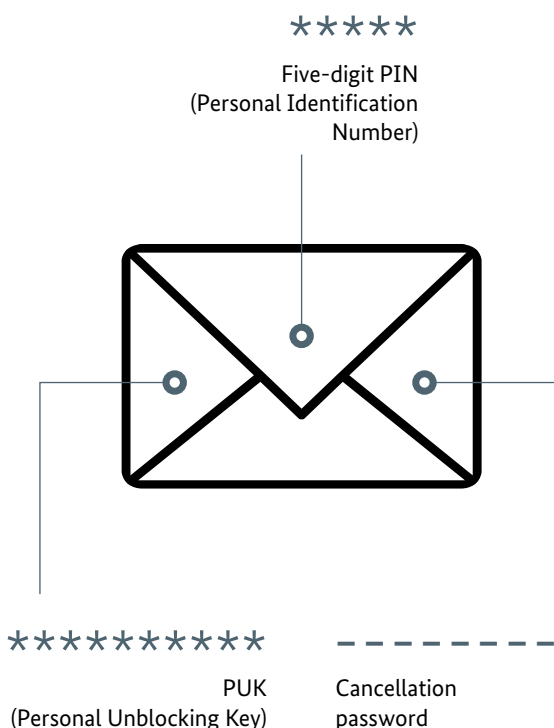 *****
Five-digit PIN
(Personal Identification
Number)
**********
PUK
(Personal Unblocking Key)
_ _ _ _ _ _ _ _
Cancellation
password